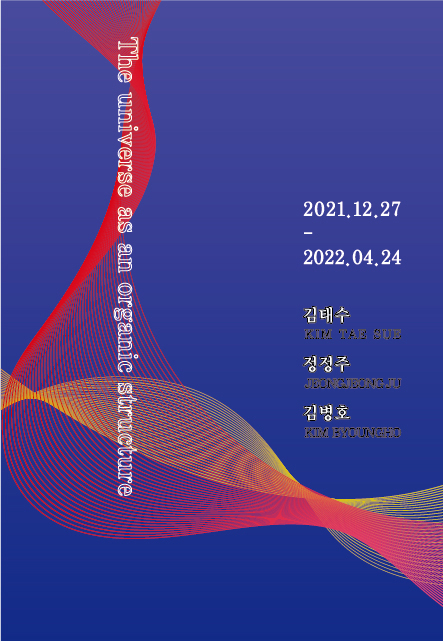 The universe as an organic structure
2021.12.27
–
2022.04.24
김태수
KIM TAE SUE
정정주
JEONGJEONGJU
김병호
KIM BYOUNGHO